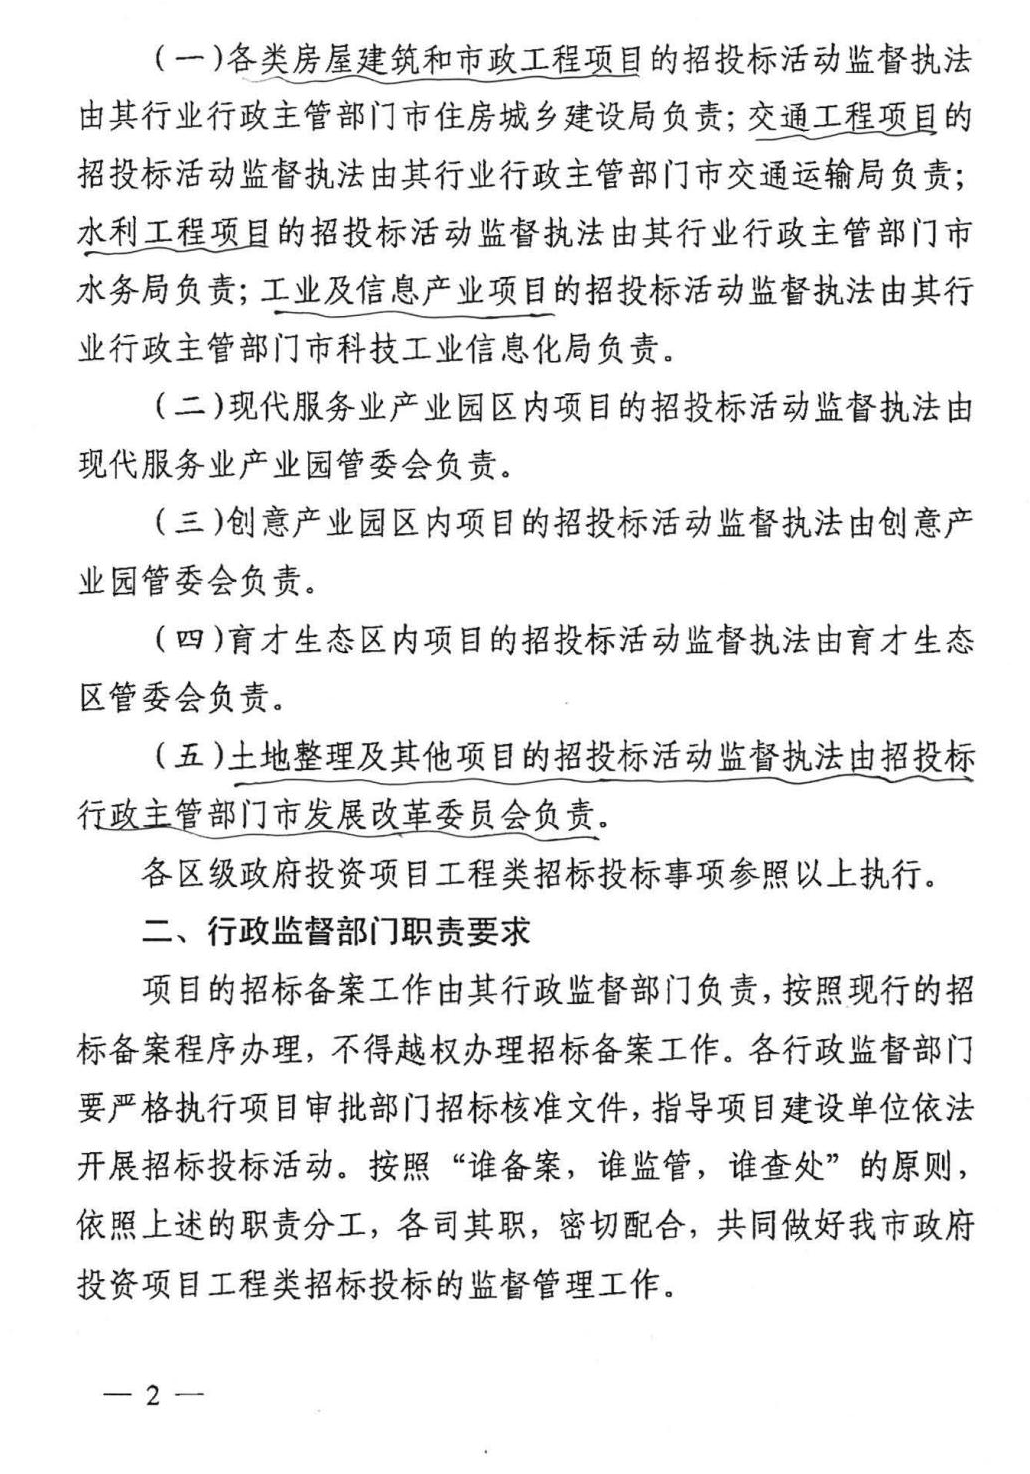 (一)各类房屋建筑和市政工程项目的招投标活动监督执法
由其行业行政主管部门市住房城乡建设局负责；交通工程项目的
招投标活动监督执法由其行业行政主管部门市交通运输局负责；
水利工程项目的招投标活动监督执法由其行业行政主管部门市
水务局负责；工业及信息产业项目的招投标活动监督执法由其行
业行政主管部门市科技工业信息化局负责。
(二)现代服务业产业园区内项目的招投标活动监督执法由
现代服务业产业园管委会负责。
(三)创意产业园区内项目的招投标活动监督执法由创意产
业园管委会负责。
(四)育才生态区内项目的招投标活动监督执法由育才生态
区管委会负责。
(五)土地整理及其他项目的招投标活动监督执法由招投标
行政主管部门市发展改革委员会负责。
各区级政府投资项目工程类招标投标事项参照以上执行。
二、行政监督部门职责要求
项目的招标备案工作由其行政监督部门负责，按照现行的招
标备案程序办理，不得越权办理招标备案工作。各行政监督部门
要严格执行项目审批部门招标核准文件，指导项目建设单位依法
开展招标投标活动。按照“谁备案，谁监管，谁查处”的原则，
依照上述的职责分工，各司其职，密切配合，共同做好我市政府
投资项目工程类招标投标的监督管理工作。
— 2 —